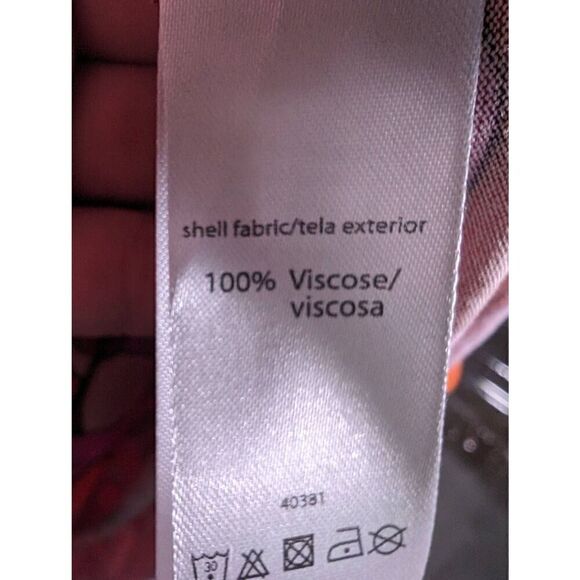 shell fabric/tela exterior
100% Viscose/
viscosa
40381
30